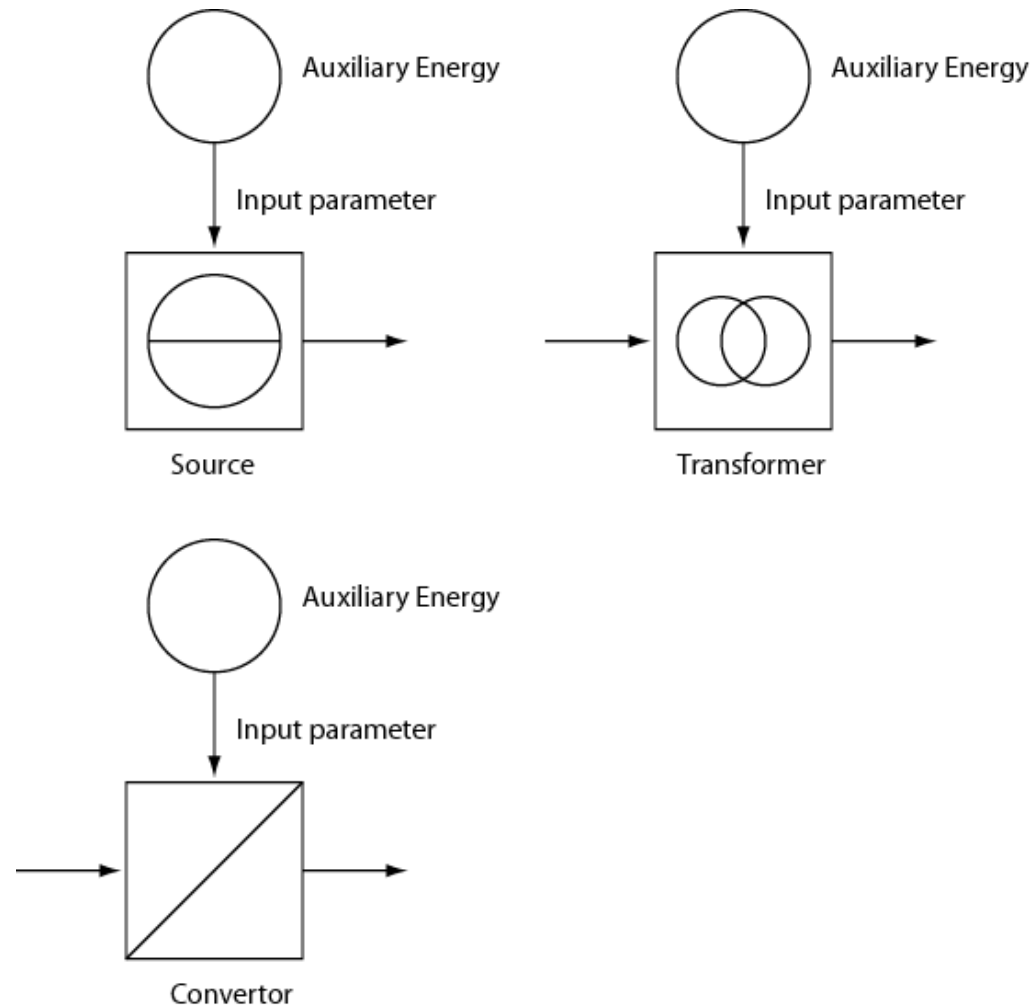 Auxiliary Energy
Input parameter
Source
Auxiliary Energy
Input parameter
Transformer
Auxiliary Energy
Input parameter
Convertor